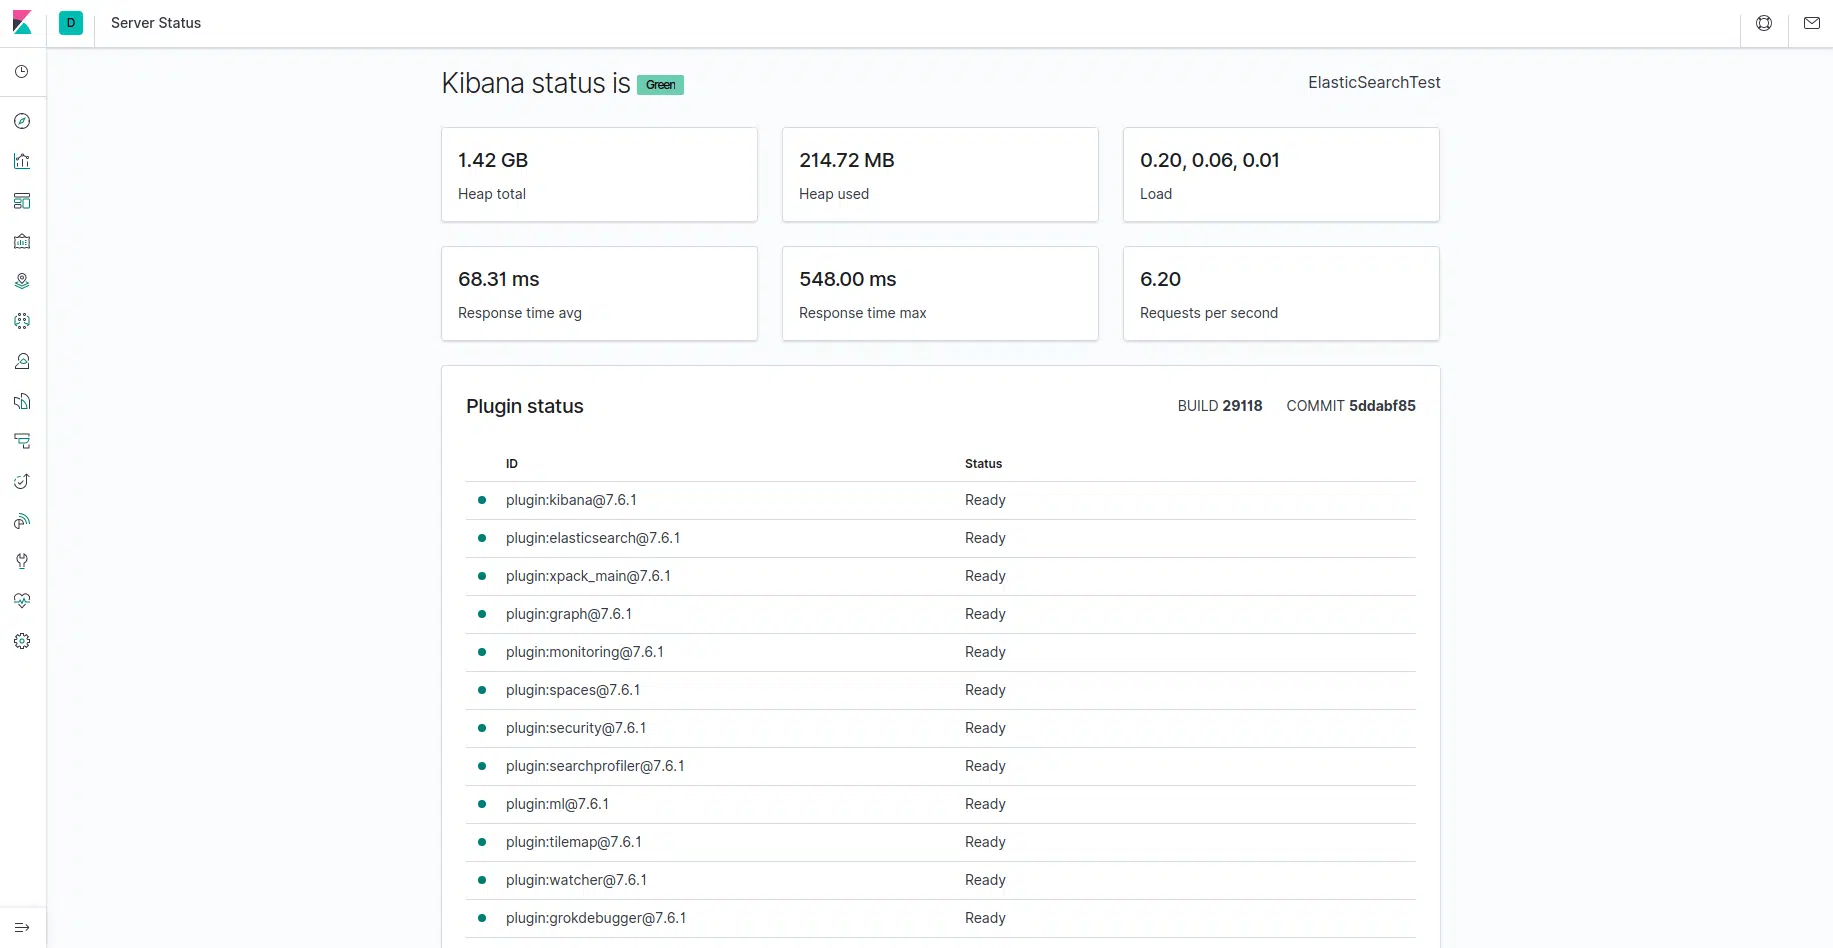 D Server Status
Kibana status is Green ElasticSearchTest
1.42 GB 214.72 MB 0.20, 0.06, 0.01
Heap total Heap used Load
68.31 ms 548.00 ms 6.20
Response time avg Response time max Requests per second
Plugin status BUILD 29118 COMMIT 5ddabf85
ID Status
plugin:kibana@7.6.1 Ready
plugin:elasticsearch@7.6.1 Ready
plugin:xpack_main@7.6.1 Ready
plugin:graph@7.6.1 Ready
plugin:monitoring@7.6.1 Ready
plugin:spaces@7.6.1 Ready
plugin:security@7.6.1 Ready
plugin:searchprofiler@7.6.1 Ready
plugin:ml@7.6.1 Ready
plugin:tilemap@7.6.1 Ready
plugin:watcher@7.6.1 Ready
plugin:grokdebugger@7.6.1 Ready